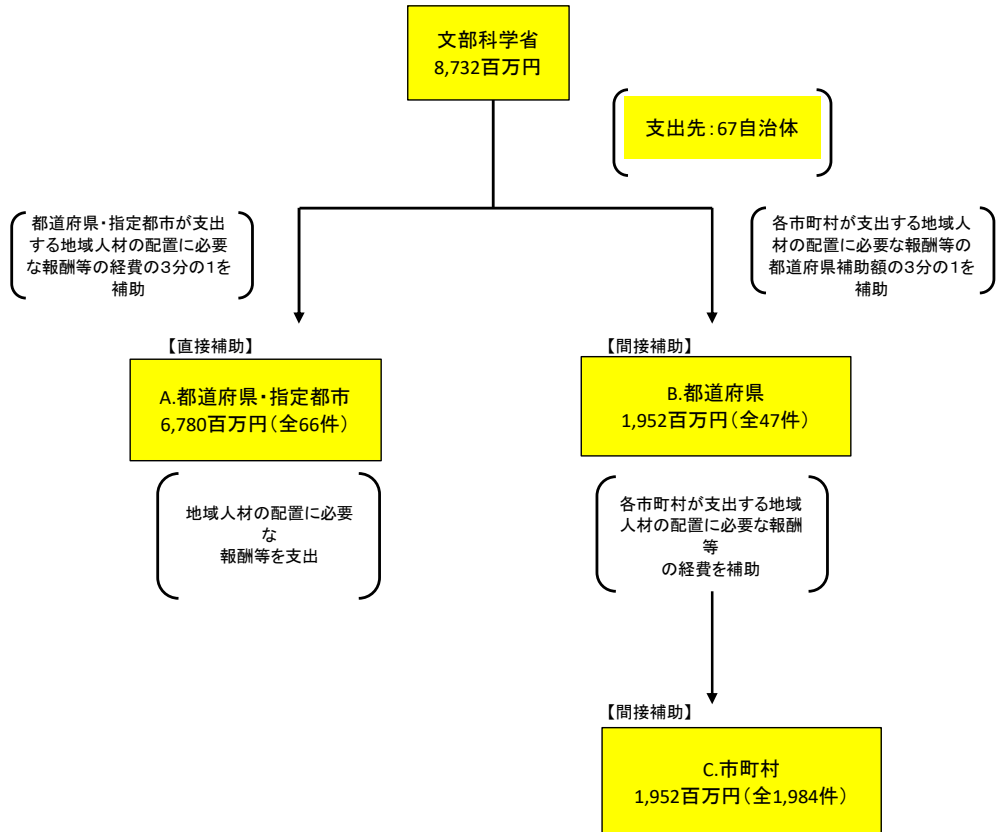 文部科学省
8,732百万円
支出先:67自治体
都道府県・指定都市が支出
する地域人材の配置に必要
な報酬等の経費の3分の1を
補助
各市町村が支出する地域人
材の配置に必要な報酬等の
都道府県補助額の3分の1を
補助
【直接補助】
A.都道府県・指定都市
6,780百万円(全66件)
【間接補助】
B.都道府県
1,952百万円(全47件)
地域人材の配置に必要
な
報酬等を支出
各市町村が支出する地域
人材の配置に必要な報酬
等
の経費を補助
【間接補助】
C.市町村
1,952百万円(全1,984件)